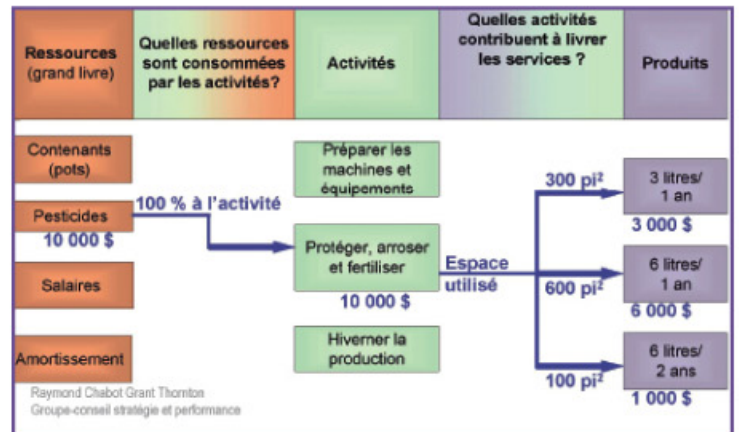 Ressources
(grand livre)
Quelles ressources
sont consommées
par les activités?
Activités
Quelles activités
contribuent à livrer
les services ?
Produits
Contenants
(pots)
Pesticides
10 000 $
Salaires
Amortissement
100 % à l'activité
Préparer les
machines et
équipements
Protéger, arroser
et fertiliser
10 000 $
Hiverner la
production
Espace
utilisé
300 pi²
600 pi²
100 pi²
3 litres/
1 an
3 000 $
6 litres/
1 an
6 000 $
6 litres/
2 ans
1 000 $
Raymond Chabot Grant Thornton
Groupe-conseil stratégie et performance